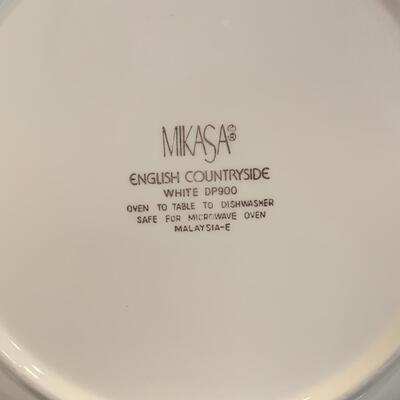 MIKASA©®
ENGLISH COUNTRYSIDE
WHITE DP900
OVEN TO TABLE TO DISHWASHER
SAFE FOR MICROWAVE OVEN
MALAYSIA-E